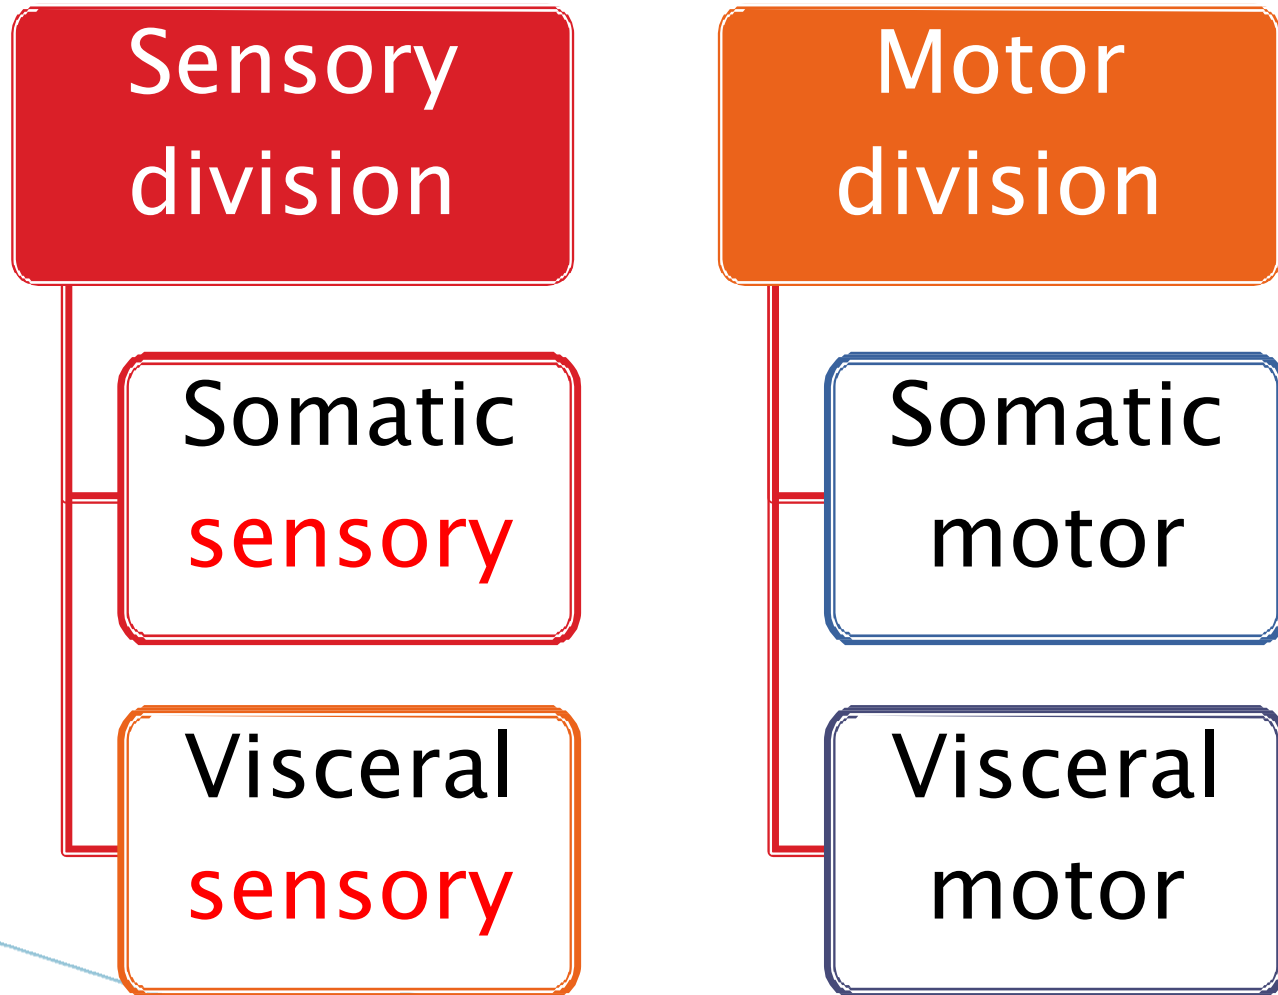 Sensory
division
Somatic
sensory
Visceral
sensory
Motor
division
Somatic
motor
Visceral
motor